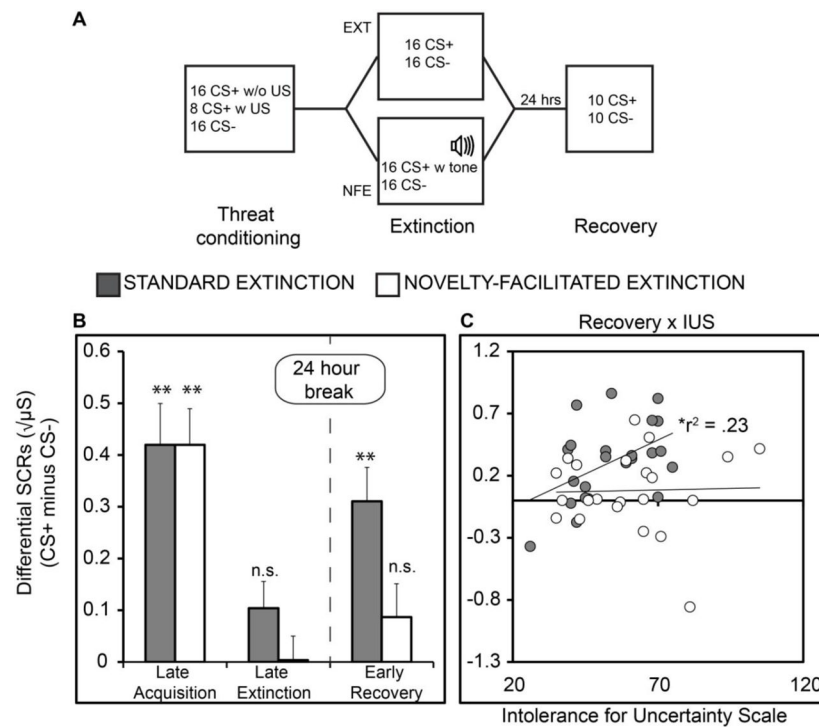 A
EXT
16 CS+
16 CS-
16 CS+ w/o US
8 CS+ w US
16 CS-
24 hrs
10 CS+
10 CS-
16 CS+ w tone
16 CS-
NFE
Threat
conditioning
Extinction
Recovery
STANDARD EXTINCTION
NOVELTY-FACILITATED EXTINCTION
B
Differential SCRs (√µS)
(CS+ minus CS-)
0.6
0.5
0.4
0.3
0.2
0.1
0
24 hour
break
** **
n.s.
**
n.s.
Late
Acquisition
Late
Extinction
Early
Recovery
C
Recovery x IUS
1.2
0.7
0.2
-0.3
-0.8
-1.3
*r² = .23
20
70
120
Intolerance for Uncertainty Scale